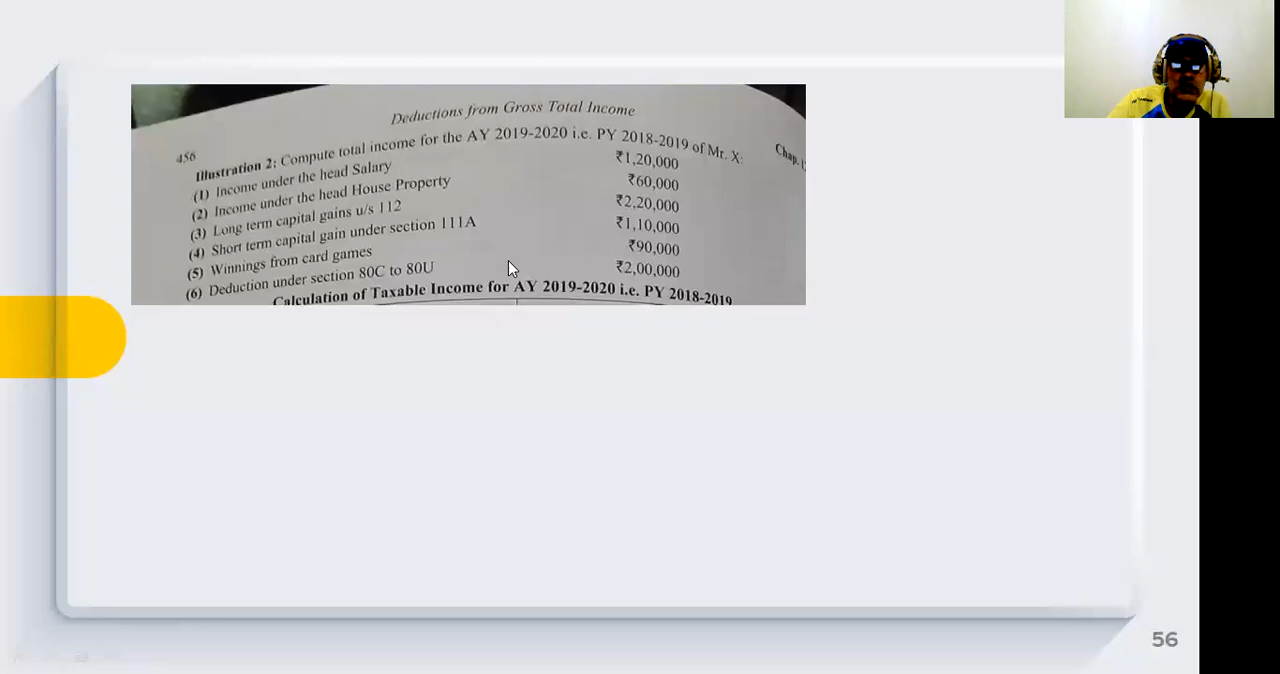 Deductions from Gross Total Income
456
Illustration 2: Compute total income for the AY 2019-2020 i.e. PY 2018-2019 of Mr. X:
Chap.
(1) Income under the head Salary ₹1,20,000
(2) Income under the head House Property ₹60,000
(3) Long term capital gains u/s 112 ₹2,20,000
(4) Short term capital gain under section 111A ₹1,10,000
(5) Winnings from card games ₹90,000
(6) Deduction under section 80C to 80U ₹2,00,000
Calculation of Taxable Income for AY 2019-2020 i.e. PY 2018-2019
56